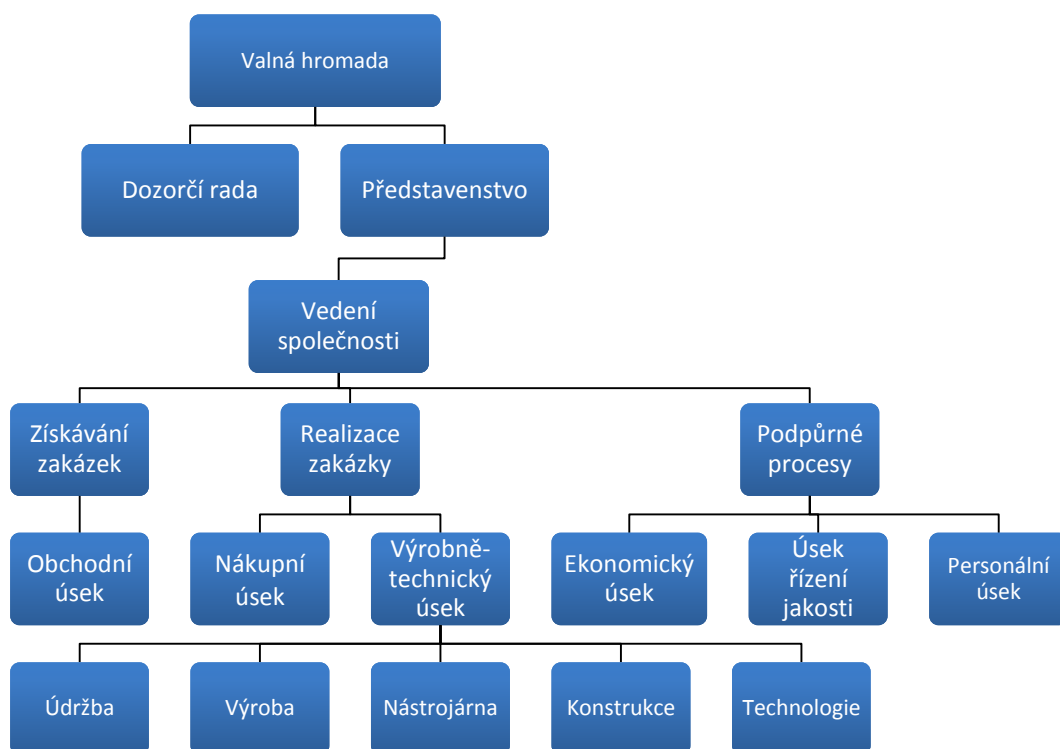 Valná hromada
Dozorčí rada
Představenstvo
Vedení
společnosti
Získávání
zakázek
Realizace
zakázky
Podpůrné
procesy
Obchodní
úsek
Nákupní
úsek
Výrobně-
technický
úsek
Ekonomický
úsek
Úsek
řízení
jakosti
Personální
úsek
Údržba
Výroba
Nástrojárna
Konstrukce
Technologie